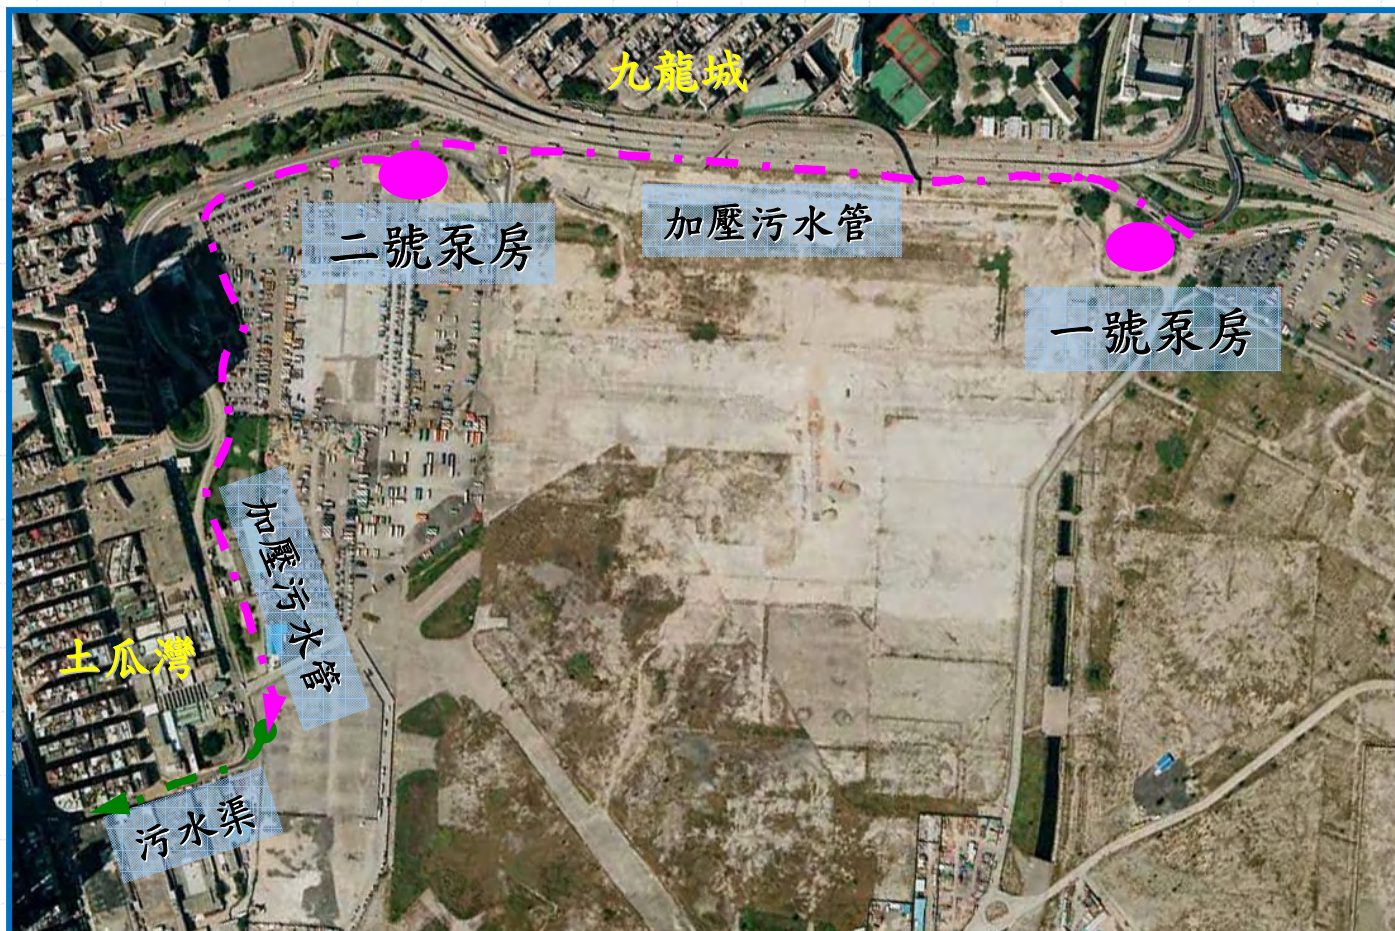 九龍城
加壓污水管
二號泵房
一號泵房
加壓污水管
土瓜灣
污水渠